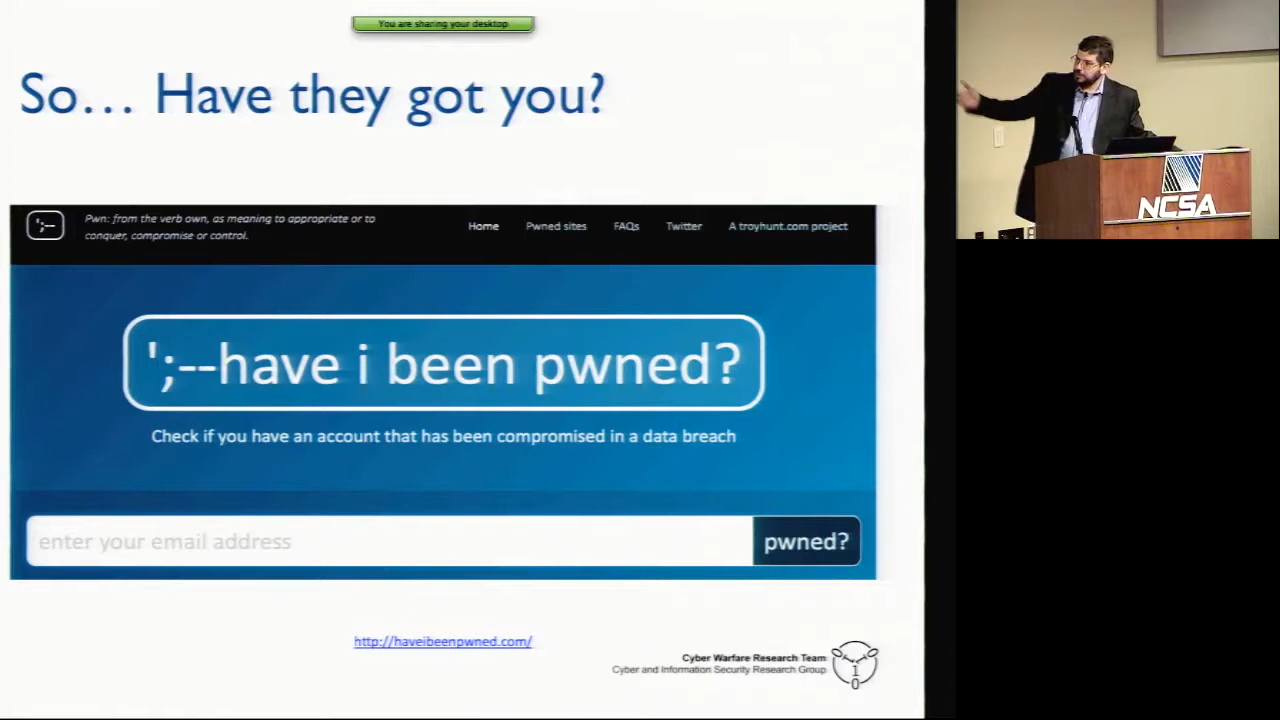 You are sharing your desktop
So... Have they got you?
';--
Pwn: from the verb own, as meaning to appropriate or to
conquer, compromise or control.
Home Pwned sites FAQs Twitter A troyhunt.com project
';--have i been pwned?
Check if you have an account that has been compromised in a data breach
enter your email address
pwned?
http://haveibeenpwned.com/
Cyber Warfare Research Team
Cyber and Information Security Research Group
1
0
NCSA